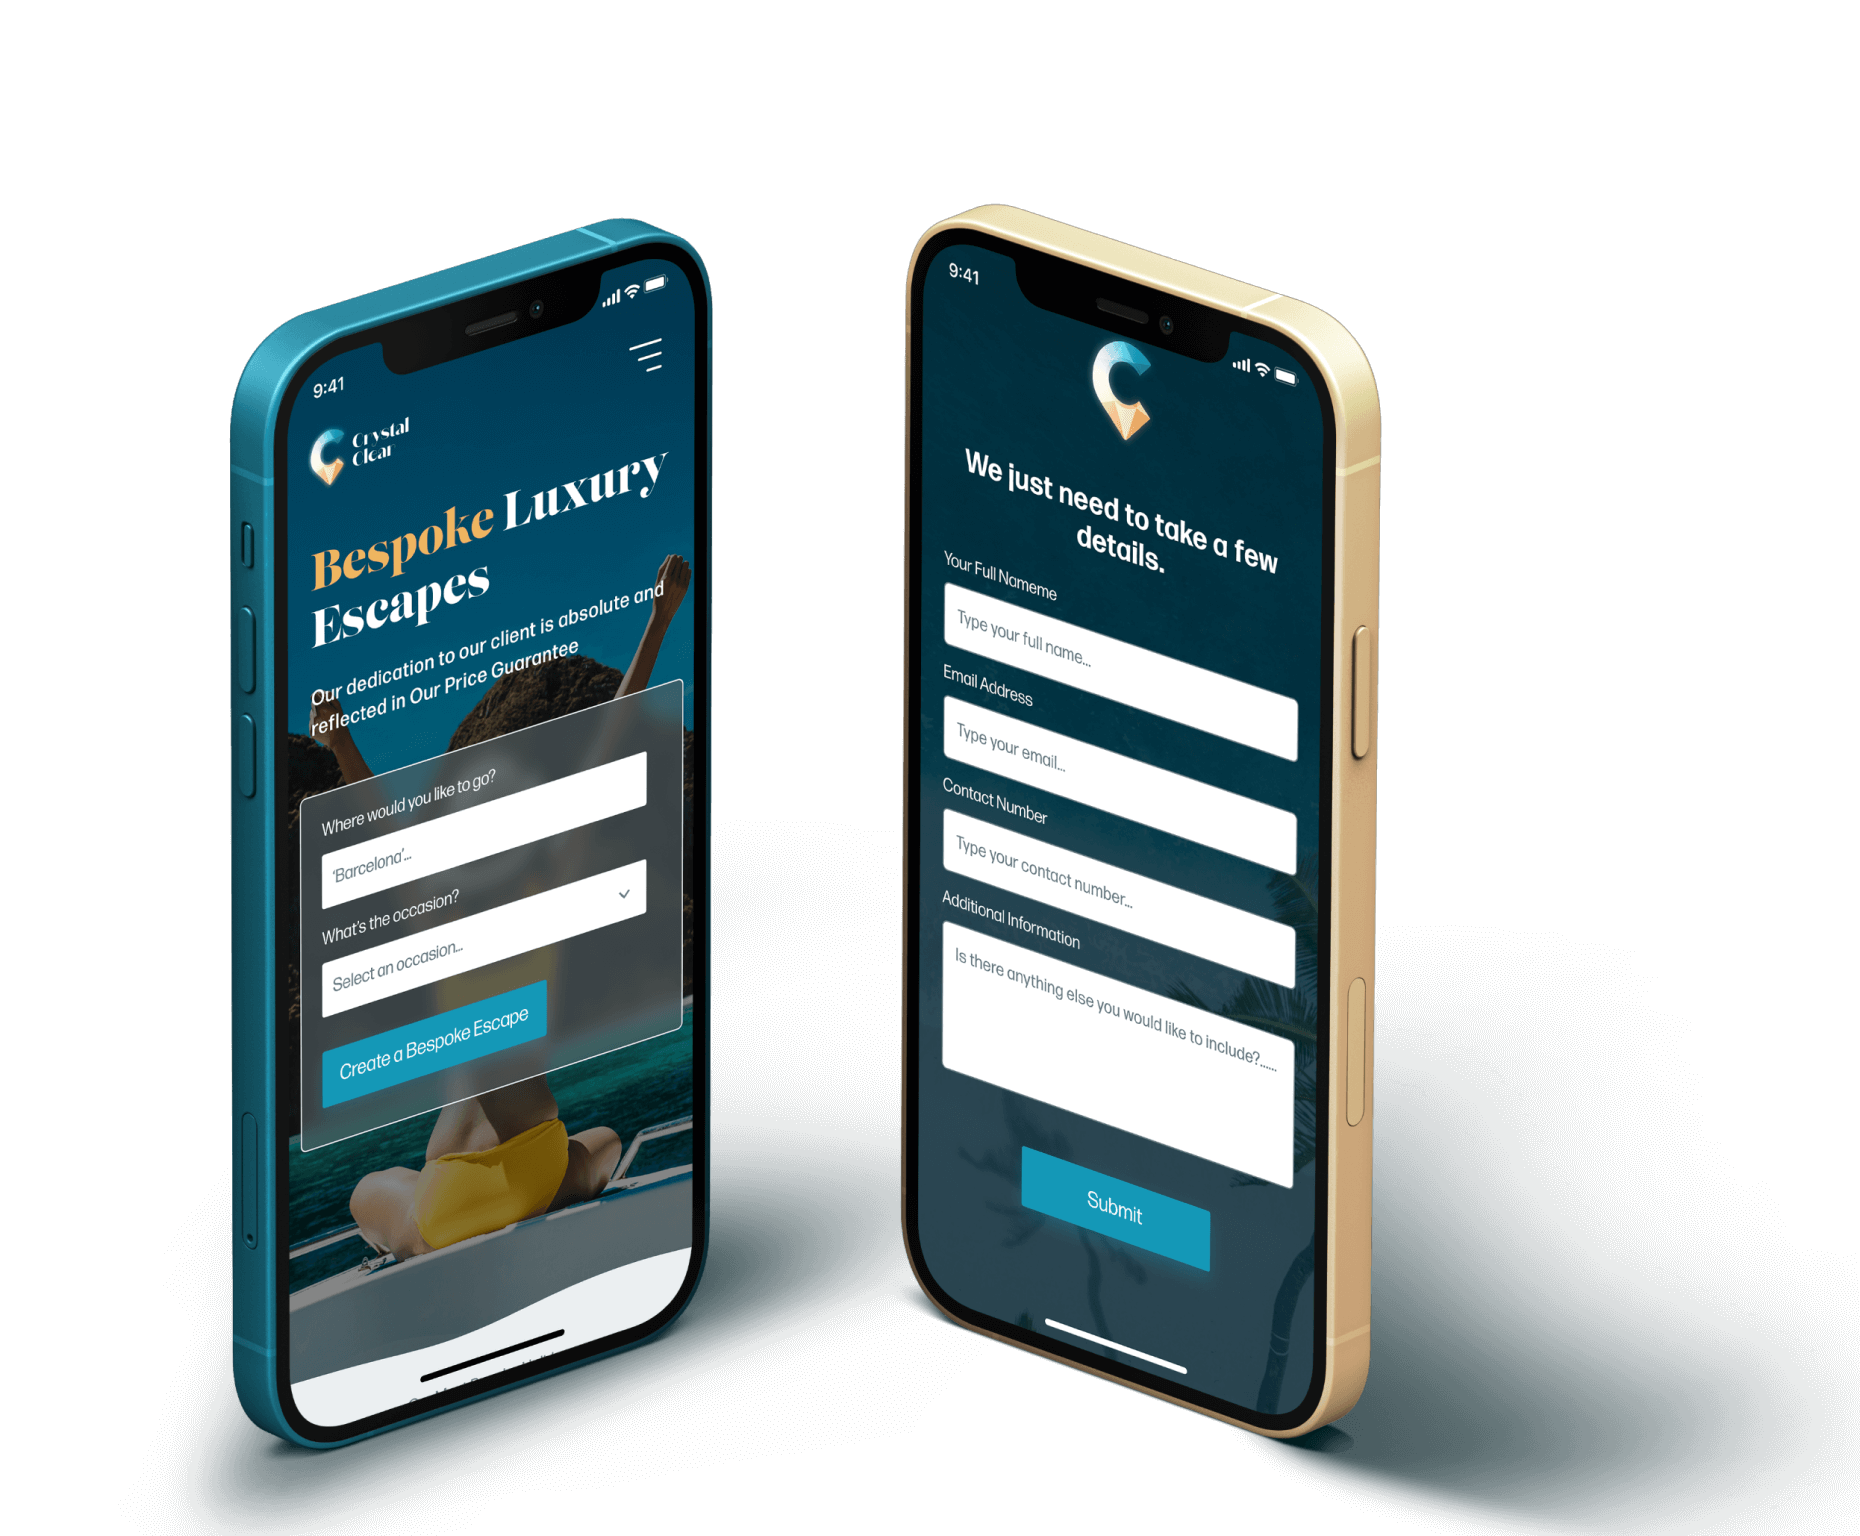 9:41
Crystal
Clear
Bespoke Luxury
Escapes
Our dedication to our client is absolute and
reflected in Our Price Guarantee
Where would you like to go?
'Barcelona'...
What's the occasion?
Select an occasion...
Create a Bespoke Escape
9:41
We just need to take a few
details.
Your Full Nameme
Type your full name...
Email Address
Type your email...
Contact Number
Type your contact number...
Additional Information
Is there anything else you would like to include?......
Submit